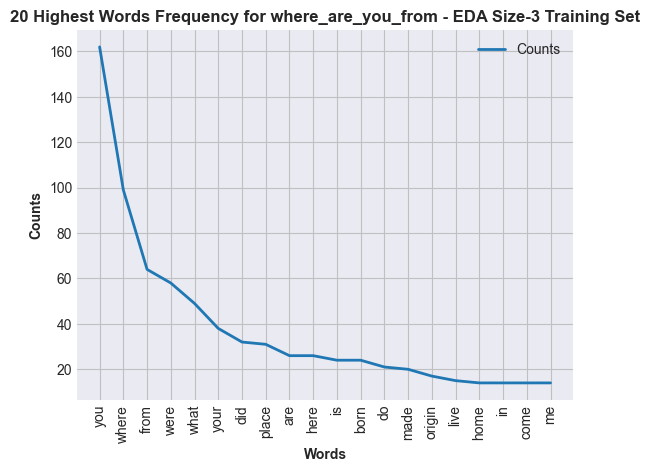 20 Highest Words Frequency for where_are_you_from - EDA Size-3 Training Set
Counts
160
140
120
100
80
60
40
20
Counts
you
where
from
were
what
your
did
place
are
here
is
born
do
made
origin
live
home
in
come
me
Words